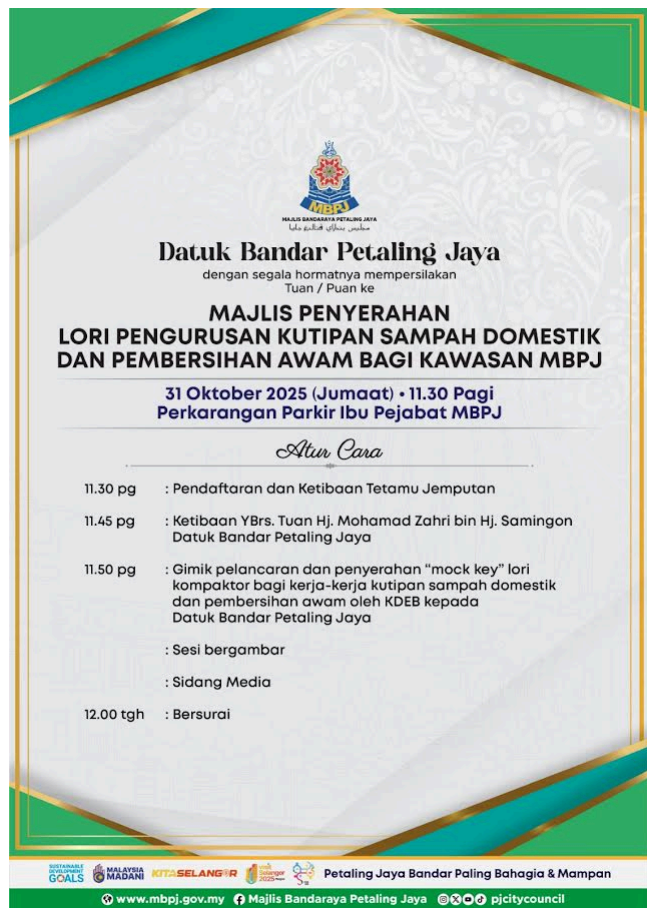 MBPJ
MAJLIS BANDARAYA PETALING JAYA
Datuk Bandar Petaling Jaya
dengan segala hormatnya mempersilakan
Tuan / Puan ke
MAJLIS PENYERAHAN
LORI PENGURUSAN KUTIPAN SAMPAH DOMESTIK
DAN PEMBERSIHAN AWAM BAGI KAWASAN MBPJ
31 Oktober 2025 (Jumaat) • 11.30 Pagi
Perkarangan Parkir Ibu Pejabat MBPJ
Atur Cara
11.30 pg : Pendaftaran dan Ketibaan Tetamu Jemputan
11.45 pg : Ketibaan YBrs. Tuan Hj. Mohamad Zahri bin Hj. Samingon
Datuk Bandar Petaling Jaya
11.50 pg : Gimik pelancaran dan penyerahan “mock key” lori
kompaktor bagi kerja-kerja kutipan sampah domestik
dan pembersihan awam oleh KDEB kepada
Datuk Bandar Petaling Jaya
: Sesi bergambar
: Sidang Media
12.00 tgh : Bersurai
SUSTAINABLE
DEVELOPMENT
GOALS
MALAYSIA
MADANI
KITASELANGOR
Petaling Jaya Bandar Paling Bahagia & Mampan
www.mbpj.gov.my Majlis Bandaraya Petaling Jaya pjcitycouncil